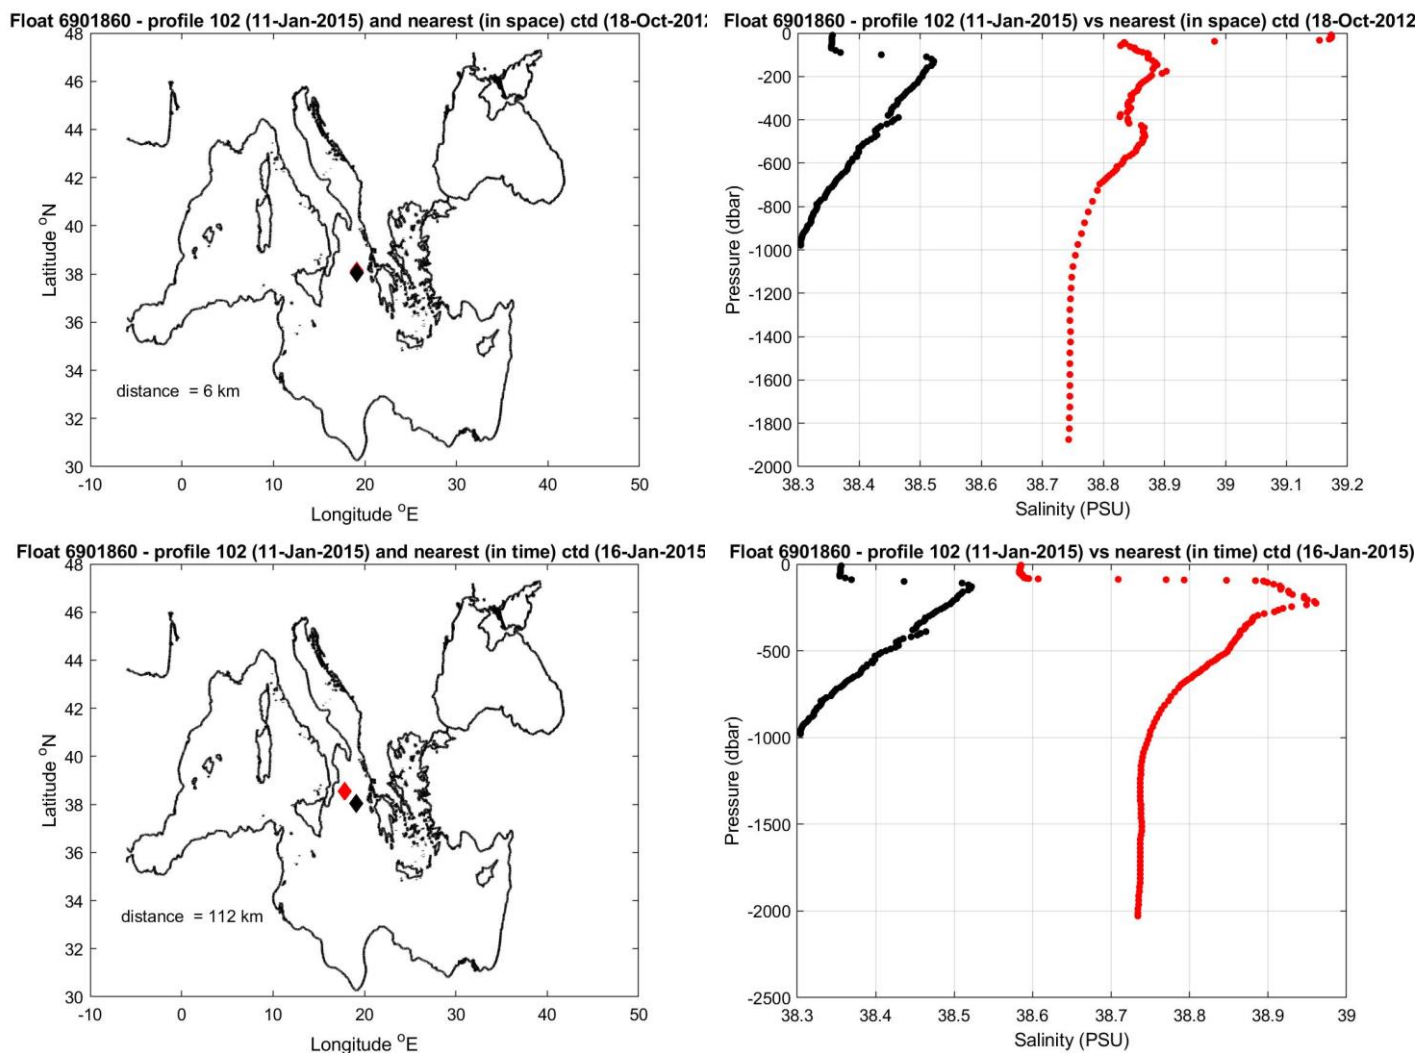 Float 6901860 - profile 102 (11-Jan-2015) and nearest (in space) ctd (18-Oct-2012
48
46
44
42
40
38
36
34
32
30
Latitude °N
distance = 6 km
-10 0 10 20 30 40 50
Longitude °E
Float 6901860 - profile 102 (11-Jan-2015) vs nearest (in space) ctd (18-Oct-2012
0
-200
-400
-600
-800
-1000
-1200
-1400
-1600
-1800
-2000
Pressure (dbar)
38.3 38.4 38.5 38.6 38.7 38.8 38.9 39 39.1 39.2
Salinity (PSU)
Float 6901860 - profile 102 (11-Jan-2015) and nearest (in time) ctd (16-Jan-2015
48
46
44
42
40
38
36
34
32
30
Latitude °N
distance = 112 km
-10 0 10 20 30 40 50
Longitude °E
Float 6901860 - profile 102 (11-Jan-2015) vs nearest (in time) ctd (16-Jan-2015)
0
-500
-1000
-1500
-2000
-2500
Pressure (dbar)
38.3 38.4 38.5 38.6 38.7 38.8 38.9 39
Salinity (PSU)